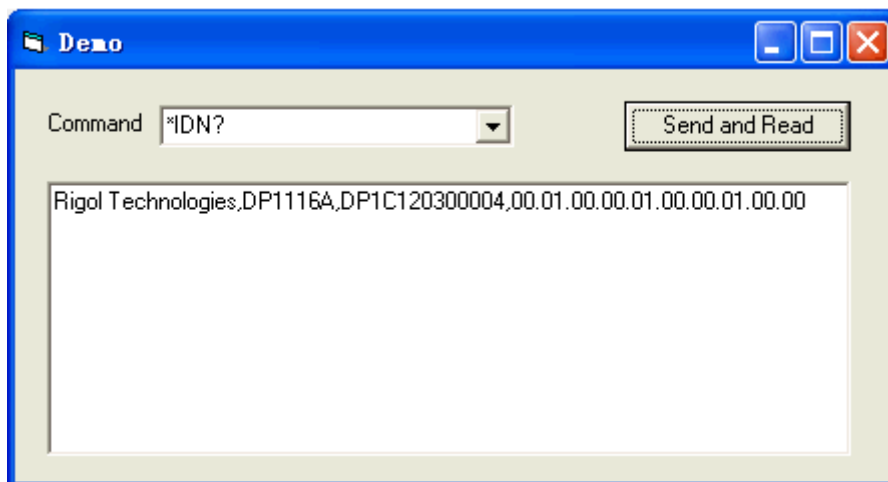 Demo
Command *IDN? Send and Read
Rigol Technologies,DP1116A,DP1C120300004,00.01.00.00.01.00.00.01.00.00